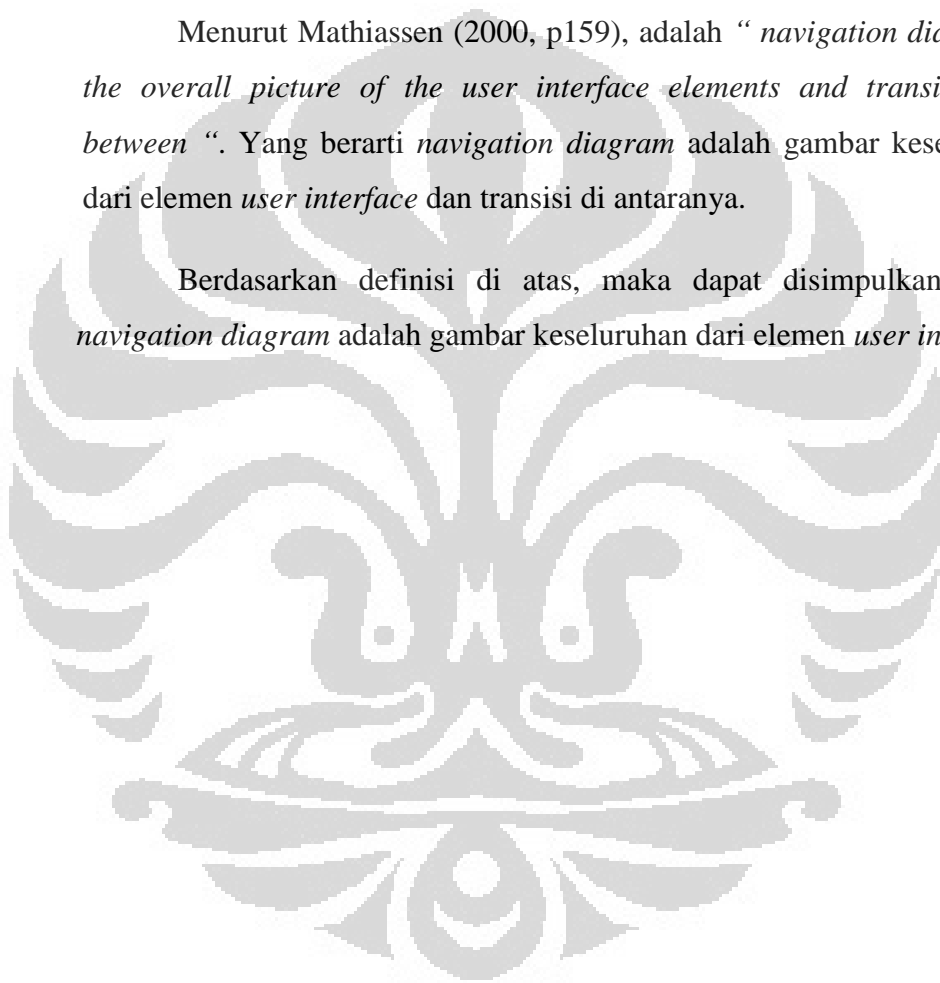 Menurut Mathiassen (2000, p159), adalah “ navigation
the overall picture of the user interface elements and
between “. Yang berarti navigation diagram adalah gambar
dari elemen user interface dan transisi di antaranya.
Berdasarkan definisi di atas, maka dapat disimpulkan
navigation diagram adalah gambar keseluruhan dari elemen user